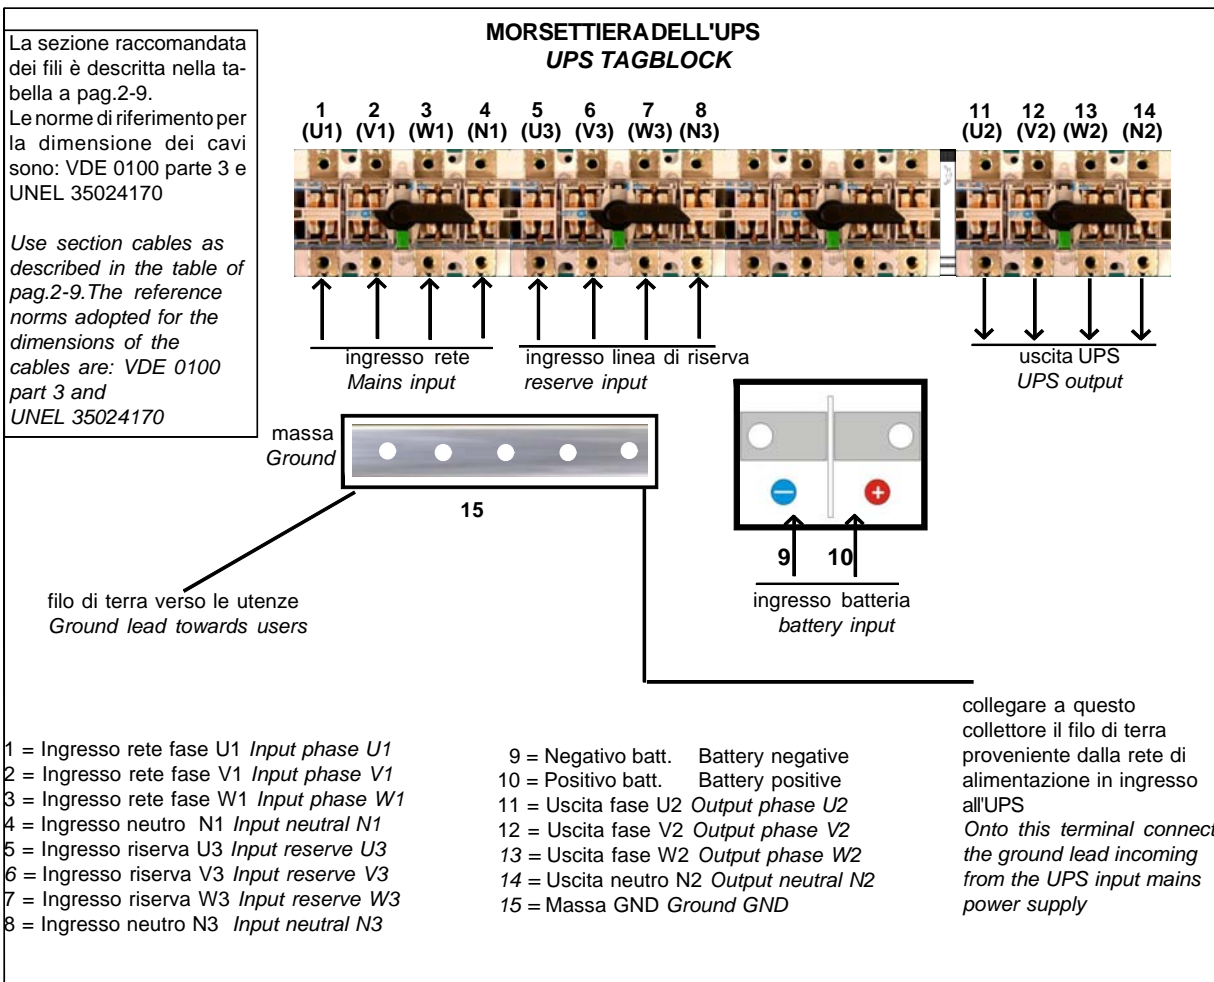 MORSETTIERA DELL'UPS
UPS TAGBLOCK
La sezione raccomandata
dei fili è descritta nella ta-
bella a pag.2-9.
Le norme di riferimento per
la dimensione dei cavi
sono: VDE 0100 parte 3 e
UNEL 35024170
Use section cables as
described in the table of
pag.2-9.The reference
norms adopted for the
dimensions of the
cables are: VDE 0100
part 3 and
UNEL 35024170
1 2 3 4 5 6 7 8 11 12 13 14
(U1) (V1) (W1) (N1) (U3) (V3) (W3) (N3) (U2) (V2) (W2) (N2)
ingresso rete
Mains input
ingresso linea di riserva
reserve input
uscita UPS
UPS output
massa
Ground
15
9 10
ingresso batteria
battery input
filo di terra verso le utenze
Ground lead towards users
1 = Ingresso rete fase U1 Input phase U1
2 = Ingresso rete fase V1 Input phase V1
3 = Ingresso rete fase W1 Input phase W1
4 = Ingresso neutro N1 Input neutral N1
5 = Ingresso riserva U3 Input reserve U3
6 = Ingresso riserva V3 Input reserve V3
7 = Ingresso riserva W3 Input reserve W3
8 = Ingresso neutro N3 Input neutral N3
9 = Negativo batt. Battery negative
10 = Positivo batt. Battery positive
11 = Uscita fase U2 Output phase U2
12 = Uscita fase V2 Output phase V2
13 = Uscita fase W2 Output phase W2
14 = Uscita neutro N2 Output neutral N2
15 = Massa GND Ground GND
collegare a questo
collettore il filo di terra
proveniente dalla rete di
alimentazione in ingresso
all'UPS
Onto this terminal connect
the ground lead incoming
from the UPS input mains
power supply